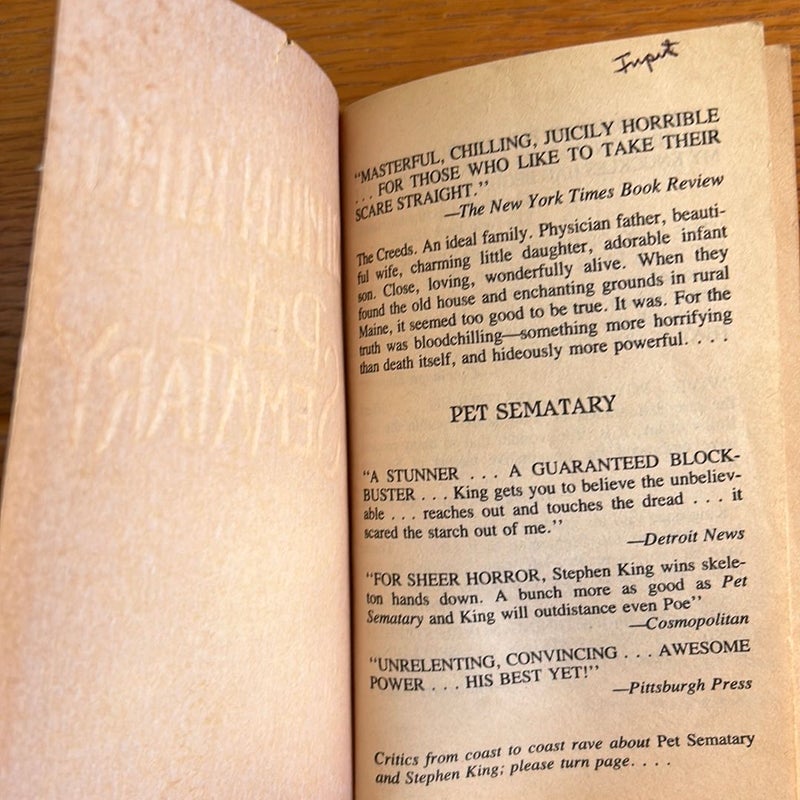 Input
"MASTERFUL, CHILLING, JUICILY HORRIBLE
. . . FOR THOSE WHO LIKE TO TAKE THEIR
SCARE STRAIGHT."
—The New York Times Book Review
The Creeds. An ideal family. Physician father, beauti-
ful wife, charming little daughter, adorable infant
son. Close, loving, wonderfully alive. When they
found the old house and enchanting grounds in rural
Maine, it seemed too good to be true. It was. For the
truth was bloodchilling—something more horrifying
than death itself, and hideously more powerful. . . .
PET SEMATARY
"A STUNNER . . . A GUARANTEED BLOCK-
BUSTER . . . King gets you to believe the unbeliev-
able . . . reaches out and touches the dread . . . it
scared the starch out of me."
—Detroit News
"FOR SHEER HORROR, Stephen King wins skele-
ton hands down. A bunch more as good as Pet
Sematary and King will outdistance even Poe"
—Cosmopolitan
"UNRELENTING, CONVINCING . . . AWESOME
POWER . . . HIS BEST YET!"
—Pittsburgh Press
Critics from coast to coast rave about Pet Sematary
and Stephen King; please turn page. . . .